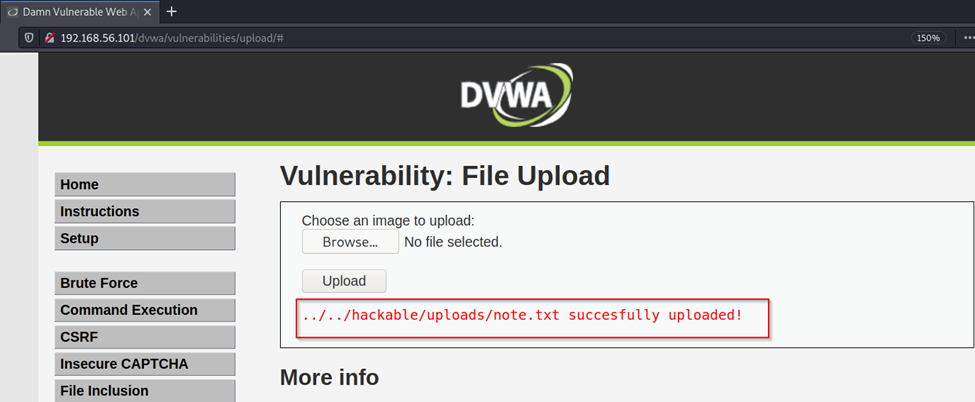 Damn Vulnerable Web A
192.168.56.101/dvwa/vulnerabilities/upload/#
150%
DVWA
Home
Instructions
Setup
Brute Force
Command Execution
CSRF
Insecure CAPTCHA
File Inclusion
Vulnerability: File Upload
Choose an image to upload:
Browse... No file selected.
Upload
../../hackable/uploads/note.txt succesfully uploaded!
More info